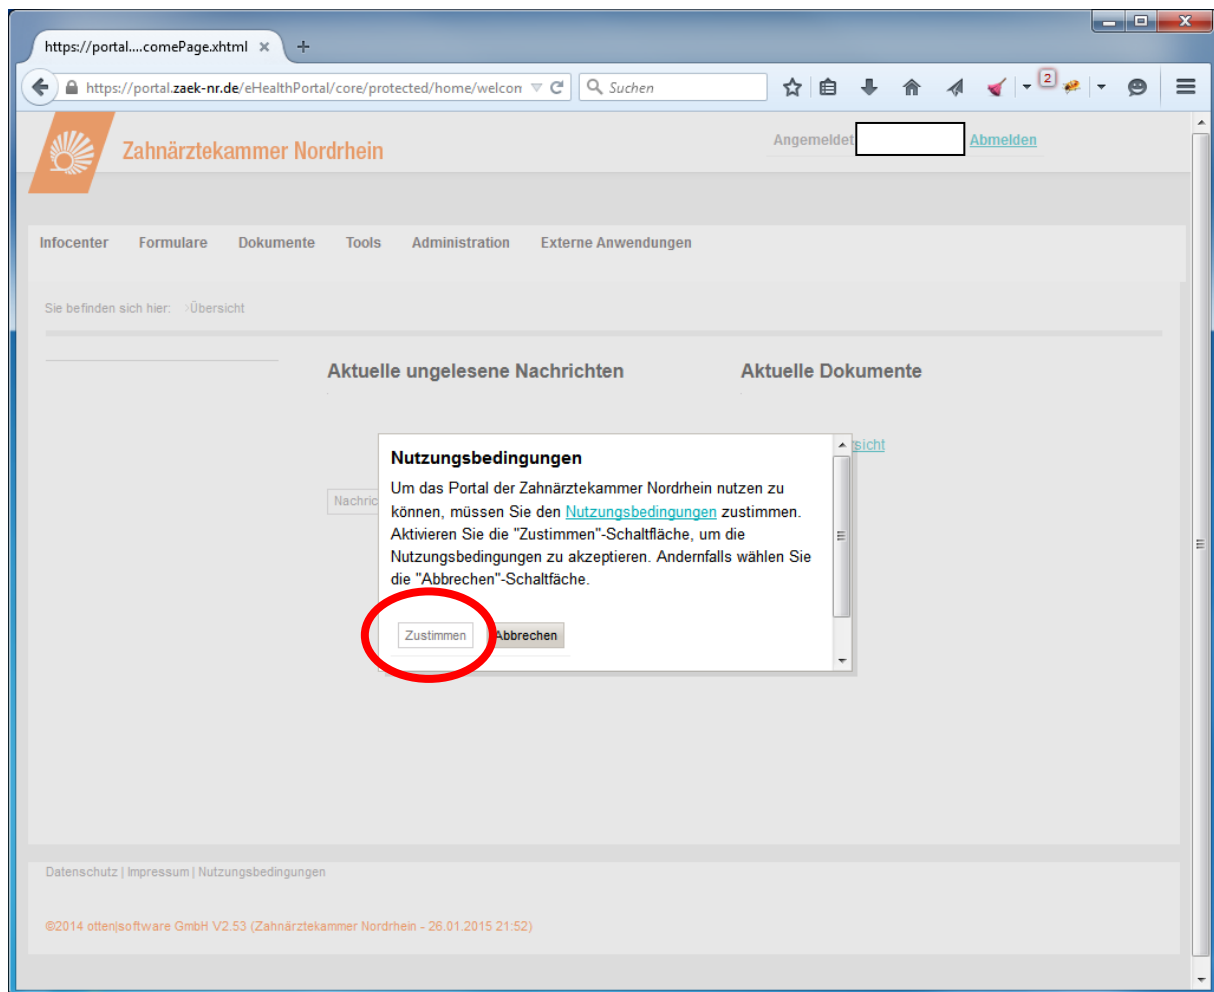 https://portal....comePage.xhtml
https://portal.zaek-nr.de/eHealthPortal/core/protected/home/welcon
Suchen
2
Zahnärztekammer Nordrhein
Angemeldet
Abmelden
Infocenter Formulare Dokumente Tools Administration Externe Anwendungen
Sie befinden sich hier: Übersicht
Aktuelle ungelesene Nachrichten
Aktuelle Dokumente
sicht
Nachric
Nutzungsbedingungen
Um das Portal der Zahnärztekammer Nordrhein nutzen zu
können, müssen Sie den Nutzungsbedingungen zustimmen.
Aktivieren Sie die "Zustimmen"-Schaltfläche, um die
Nutzungsbedingungen zu akzeptieren. Andernfalls wählen Sie
die "Abbrechen"-Schaltfäche.
Zustimmen Abbrechen
Datenschutz | Impressum | Nutzungsbedingungen
©2014 otten|software GmbH V2.53 (Zahnärztekammer Nordrhein - 26.01.2015 21:52)